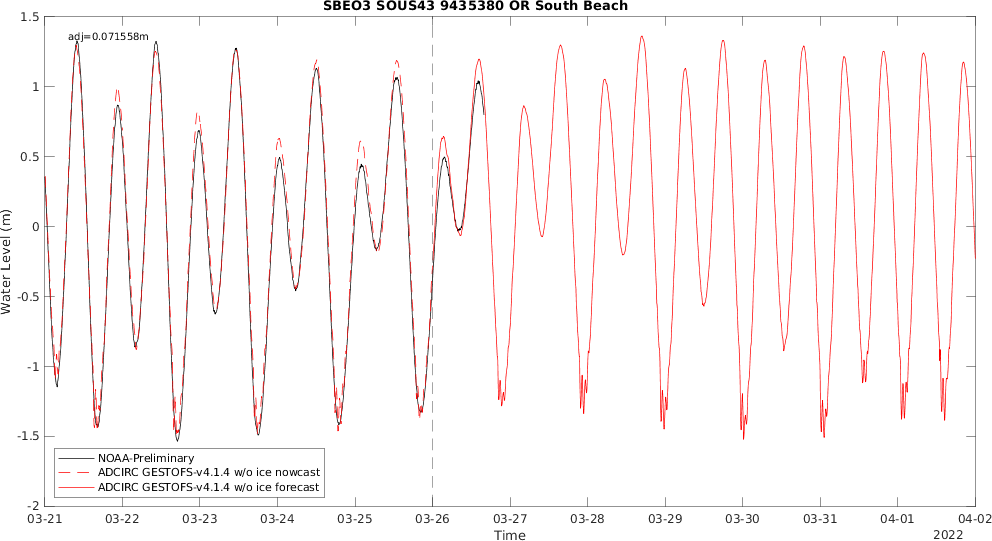 SBEO3 SOUS43 9435380 OR South Beach
adj=0.071558m
1.5
1
0.5
0
-0.5
-1
-1.5
-2
Water Level (m)
NOAA-Preliminary
ADCIRC GESTOFS-v4.1.4 w/o ice nowcast
ADCIRC GESTOFS-v4.1.4 w/o ice forecast
03-21 03-22 03-23 03-24 03-25 03-26 03-27 03-28 03-29 03-30 03-31 04-01 04-02
Time
2022